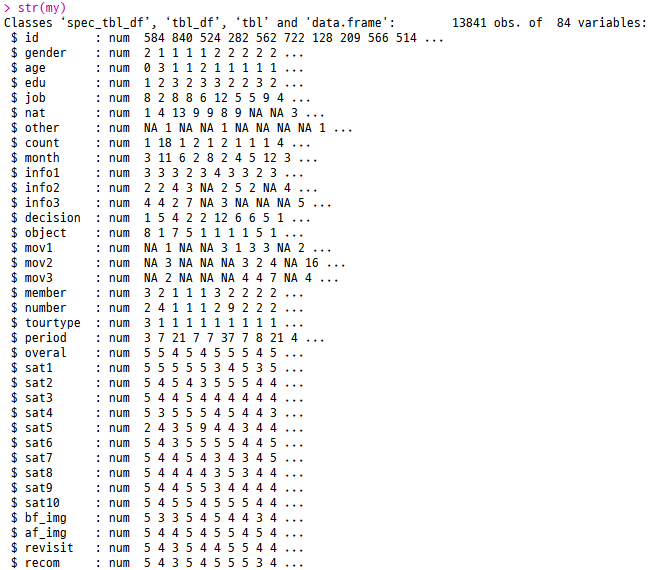 > str(my)
Classes ‘spec_tbl_df’, ‘tbl_df’, ‘tbl’ and 'data.frame':	13841 obs. of  84 variables:
 $ id       : num  584 840 524 282 562 722 128 209 566 514 ...
 $ gender   : num  2 1 1 1 1 2 2 2 2 2 ...
 $ age      : num  0 3 1 1 2 1 1 1 1 1 ...
 $ edu      : num  1 2 3 2 3 3 2 2 3 2 ...
 $ job      : num  8 2 8 8 6 12 5 5 9 4 ...
 $ nat      : num  1 4 13 9 9 8 9 NA NA 3 ...
 $ other    : num  NA 1 NA NA 1 NA NA NA NA 1 ...
 $ count    : num  1 18 1 2 1 2 1 1 1 4 ...
 $ month    : num  3 11 6 2 8 2 4 5 12 3 ...
 $ info1    : num  3 3 3 2 3 4 3 3 2 3 ...
 $ info2    : num  2 2 4 3 NA 2 5 2 NA 4 ...
 $ info3    : num  4 4 2 7 NA 3 NA NA NA 5 ...
 $ decision : num  1 5 4 2 2 12 6 6 5 1 ...
 $ object   : num  8 1 7 5 1 1 1 1 5 1 ...
 $ mov1     : num  NA 1 NA NA 3 1 3 3 NA 2 ...
 $ mov2     : num  NA 3 NA NA NA 3 2 4 NA 16 ...
 $ mov3     : num  NA 2 NA NA NA 4 4 7 NA 4 ...
 $ member   : num  3 2 1 1 1 3 2 2 2 2 ...
 $ number   : num  2 4 1 1 1 2 9 2 2 2 ...
 $ tourtype : num  3 1 1 1 1 1 1 1 1 1 ...
 $ period   : num  3 7 21 7 7 37 7 8 21 4 ...
 $ overal   : num  5 5 4 5 4 5 5 5 4 5 ...
 $ sat1     : num  5 5 5 5 5 3 4 5 3 5 ...
 $ sat2     : num  5 4 5 4 3 5 5 5 4 4 ...
 $ sat3     : num  5 4 4 5 4 4 4 4 4 4 ...
 $ sat4     : num  5 3 5 5 5 4 5 4 4 3 ...
 $ sat5     : num  2 4 3 5 9 4 4 3 4 4 ...
 $ sat6     : num  5 4 3 5 5 5 5 4 4 5 ...
 $ sat7     : num  5 4 4 5 4 3 4 3 4 5 ...
 $ sat8     : num  5 4 4 4 4 3 5 3 4 4 ...
 $ sat9     : num  5 4 4 5 5 3 4 4 4 4 ...
 $ sat10    : num  5 4 5 5 4 5 5 5 4 4 ...
 $ bf_img   : num  5 3 3 5 4 5 4 4 3 4 ...
 $ af_img   : num  5 4 4 5 4 5 4 5 5 4 ...
 $ revisit  : num  5 4 3 5 4 4 5 5 4 4 ...
 $ recom    : num  5 4 3 5 4 5 5 5 3 4 ...